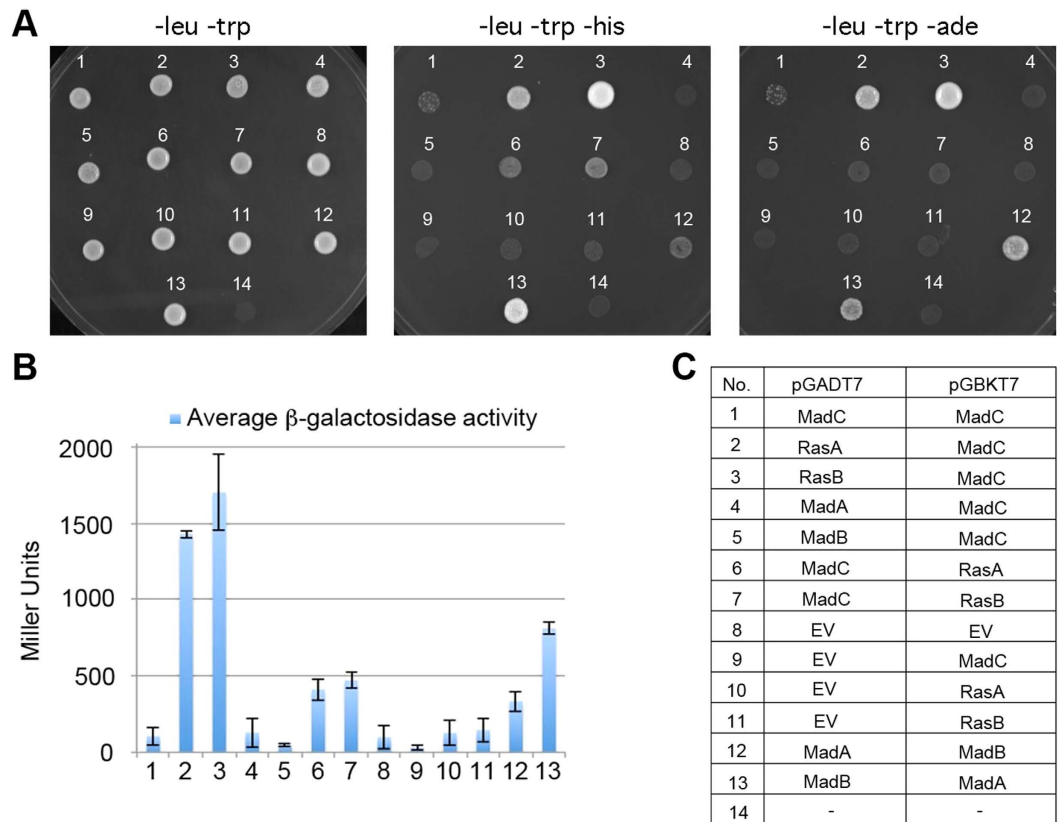 A
-leu -trp
-leu -trp -his
-leu -trp -ade
1 2 3 4
5 6 7 8
9 10 11 12
13 14
1 2 3 4
5 6 7 8
9 10 11 12
13 14
1 2 3 4
5 6 7 8
9 10 11 12
13 14
B
Average β-galactosidase activity
Miller Units
2000
1500
1000
500
0
1 2 3 4 5 6 7 8 9 10 11 12 13
C
No. pGADT7 pGBKT7
1 MadC MadC
2 RasA MadC
3 RasB MadC
4 MadA MadC
5 MadB MadC
6 MadC RasA
7 MadC RasB
8 EV EV
9 EV MadC
10 EV RasA
11 EV RasB
12 MadA MadB
13 MadB MadA
14 - -